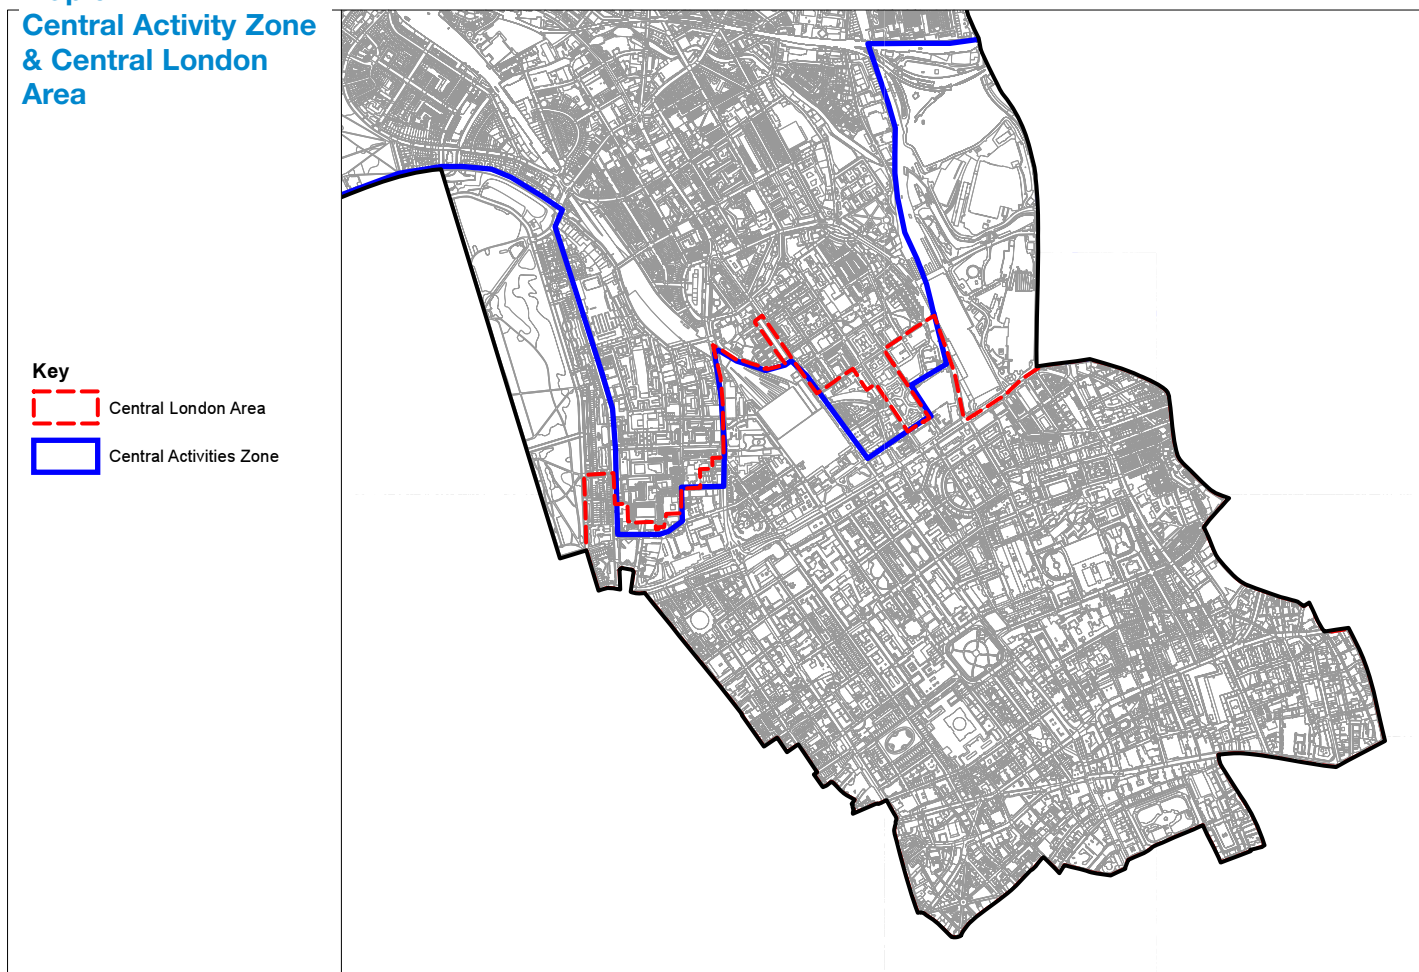 Central Activity Zone
& Central London
Area
Key
Central London Area
Central Activities Zone